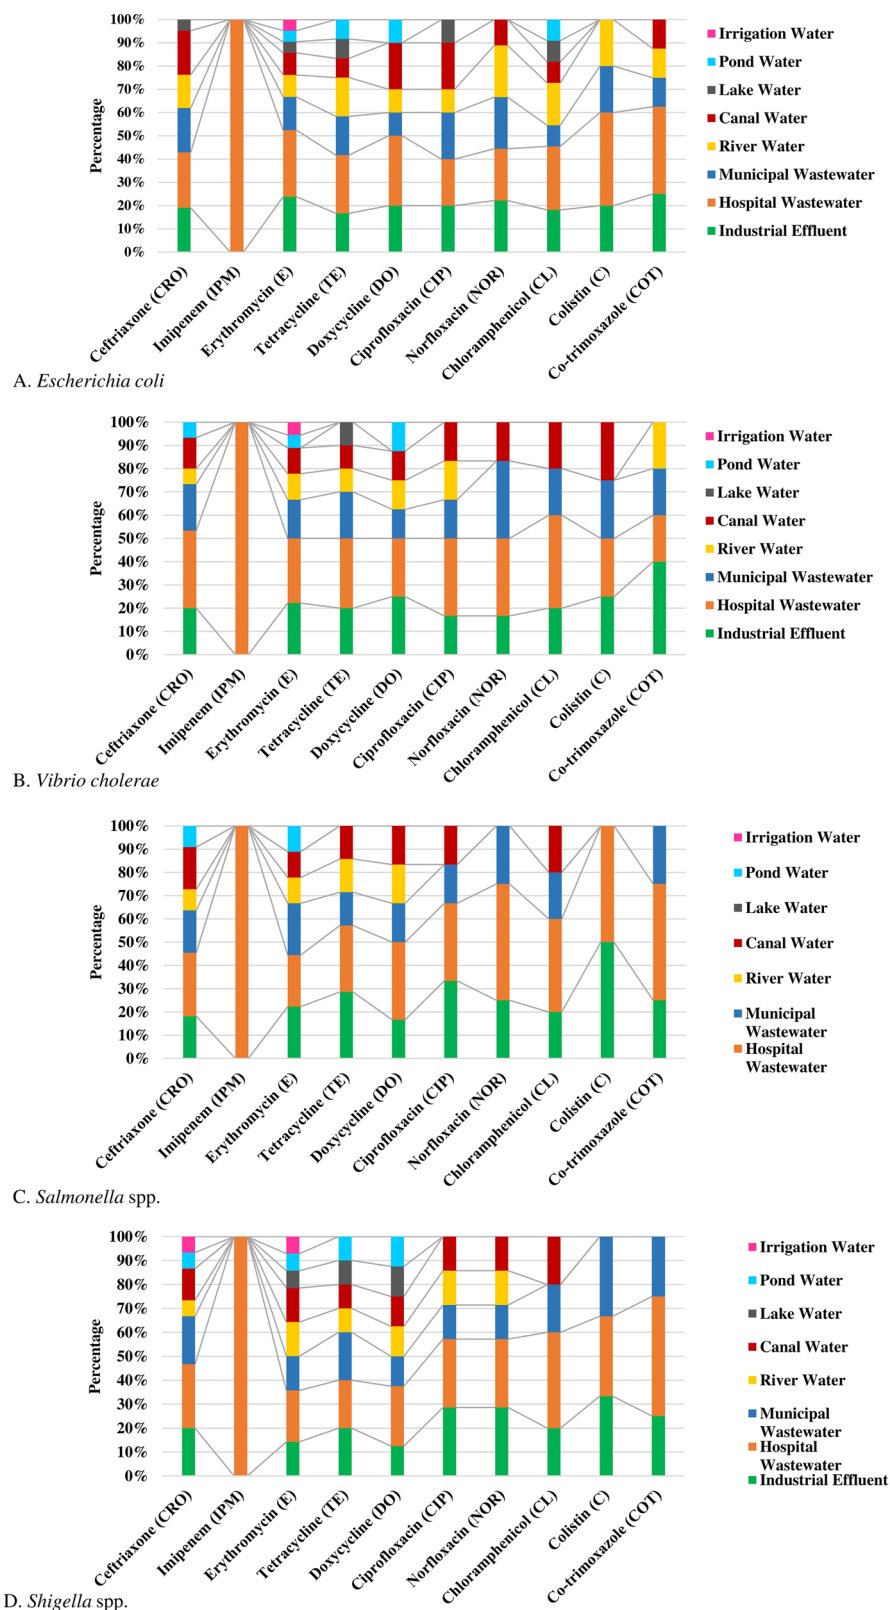 100%
90%
80%
70%
60%
50%
40%
30%
20%
10%
0%
Percentage
Ceftriaxone (CRO)
Imipenem (IPM)
Erythromycin (E)
Tetracycline (TE)
Doxycycline (DO)
Ciprofloxacin (CIP)
Norfloxacin (NOR)
Chloramphenicol (CL)
Colistin (C)
Co-trimoxazole (COT)
Irrigation Water
Pond Water
Lake Water
Canal Water
River Water
Municipal Wastewater
Hospital Wastewater
Industrial Effluent
A. Escherichia coli
100%
90%
80%
70%
60%
50%
40%
30%
20%
10%
0%
Percentage
Ceftriaxone (CRO)
Imipenem (IPM)
Erythromycin (E)
Tetracycline (TE)
Doxycycline (DO)
Ciprofloxacin (CIP)
Norfloxacin (NOR)
Chloramphenicol (CL)
Colistin (C)
Co-trimoxazole (COT)
Irrigation Water
Pond Water
Lake Water
Canal Water
River Water
Municipal Wastewater
Hospital Wastewater
Industrial Effluent
B. Vibrio cholerae
100%
90%
80%
70%
60%
50%
40%
30%
20%
10%
0%
Percentage
Ceftriaxone (CRO)
Imipenem (IPM)
Erythromycin (E)
Tetracycline (TE)
Doxycycline (DO)
Ciprofloxacin (CIP)
Norfloxacin (NOR)
Chloramphenicol (CL)
Colistin (C)
Co-trimoxazole (COT)
Irrigation Water
Pond Water
Lake Water
Canal Water
River Water
Municipal
Wastewater
Hospital
Wastewater
C. Salmonella spp.
100%
90%
80%
70%
60%
50%
40%
30%
20%
10%
0%
Percentage
Ceftriaxone (CRO)
Imipenem (IPM)
Erythromycin (E)
Tetracycline (TE)
Doxycycline (DO)
Ciprofloxacin (CIP)
Norfloxacin (NOR)
Chloramphenicol (CL)
Colistin (C)
Co-trimoxazole (COT)
Irrigation Water
Pond Water
Lake Water
Canal Water
River Water
Municipal
Wastewater
Hospital
Wastewater
Industrial Effluent
D. Shigella spp.